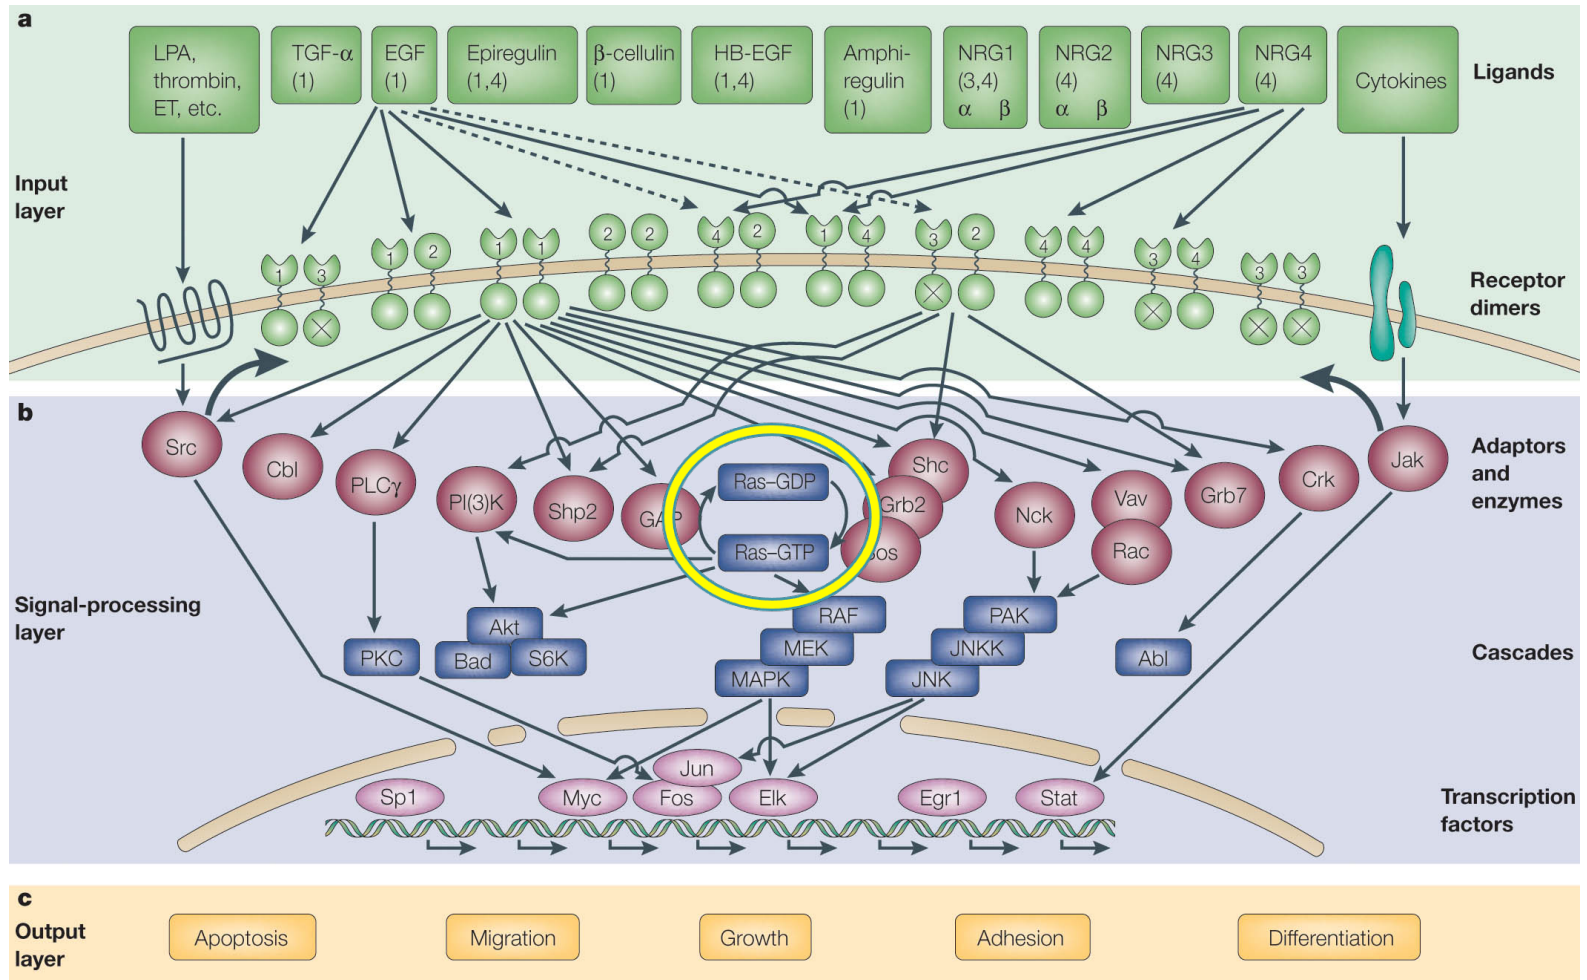 a
LPA,
thrombin,
ET, etc.
TGF-α
(1)
EGF
(1)
Epiregulin
(1,4)
β-cellulin
(1)
HB-EGF
(1,4)
Amphi-
regulin
(1)
NRG1
(3,4)
α β
NRG2
(4)
α β
NRG3
(4)
NRG4
(4)
Cytokines
Ligands
Input
layer
1 3
1 2
1 1
2 2
4 2
1 4
3 2
4 4
3 4
3 3
Receptor
dimers
b
Src
Cbl
PLCγ
PI(3)K
Shp2
GAP
Ras–GDP
Ras–GTP
Shc
Grb2
Sos
Nck
Vav
Rac
Grb7
Crk
Jak
Adaptors
and
enzymes
Signal-processing
layer
PKC
Akt
Bad
S6K
RAF
MEK
MAPK
PAK
JNKK
JNK
Abl
Cascades
Sp1
Myc
Jun
Fos
Elk
Egr1
Stat
Transcription
factors
c
Output
layer
Apoptosis
Migration
Growth
Adhesion
Differentiation